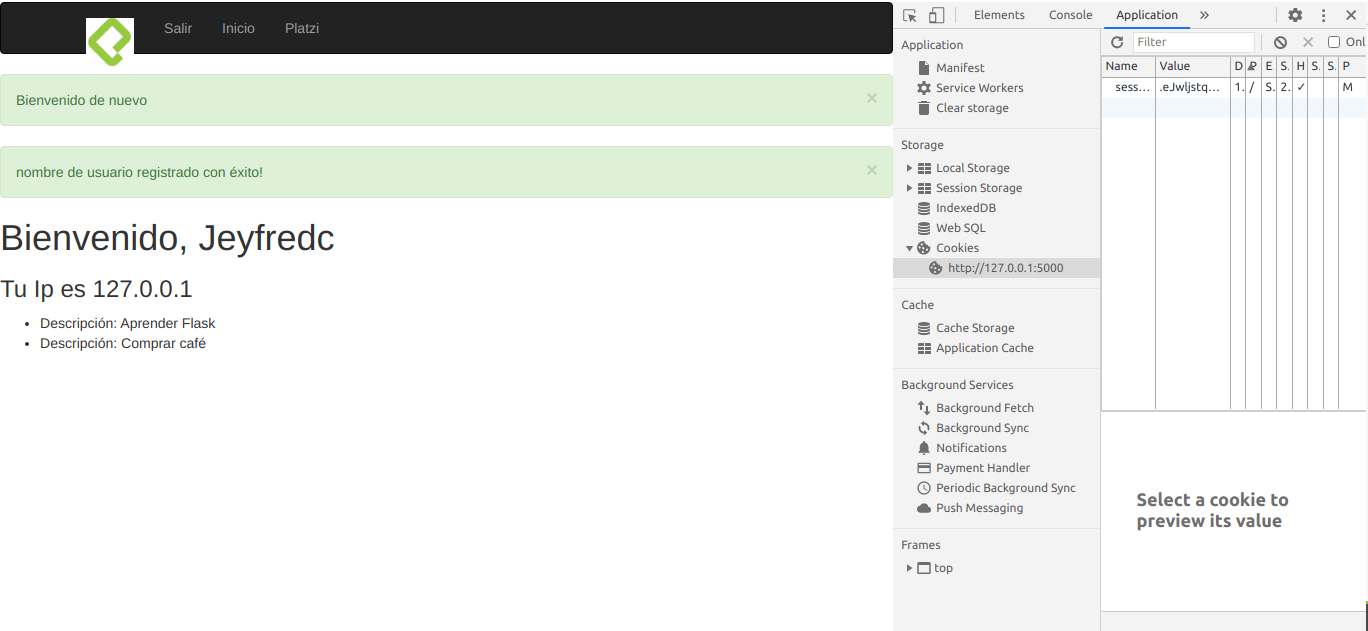 Salir Inicio Platzi
Bienvenido de nuevo ×
nombre de usuario registrado con éxito! ×
Bienvenido, Jeyfredc
Tu Ip es 127.0.0.1
• Descripción: Aprender Flask
• Descripción: Comprar café
Elements Console Application »
Application
Manifest
Service Workers
Clear storage
Storage
Local Storage
Session Storage
IndexedDB
Web SQL
Cookies
http://127.0.0.1:5000
Cache
Cache Storage
Application Cache
Background Services
Background Fetch
Background Sync
Notifications
Payment Handler
Periodic Background Sync
Push Messaging
Frames
top
Filter Onl
Name Value D P E S. H S. S. P
sess... .eJwljstq... 1. / S. 2. ✓ M
Select a cookie to
preview its value